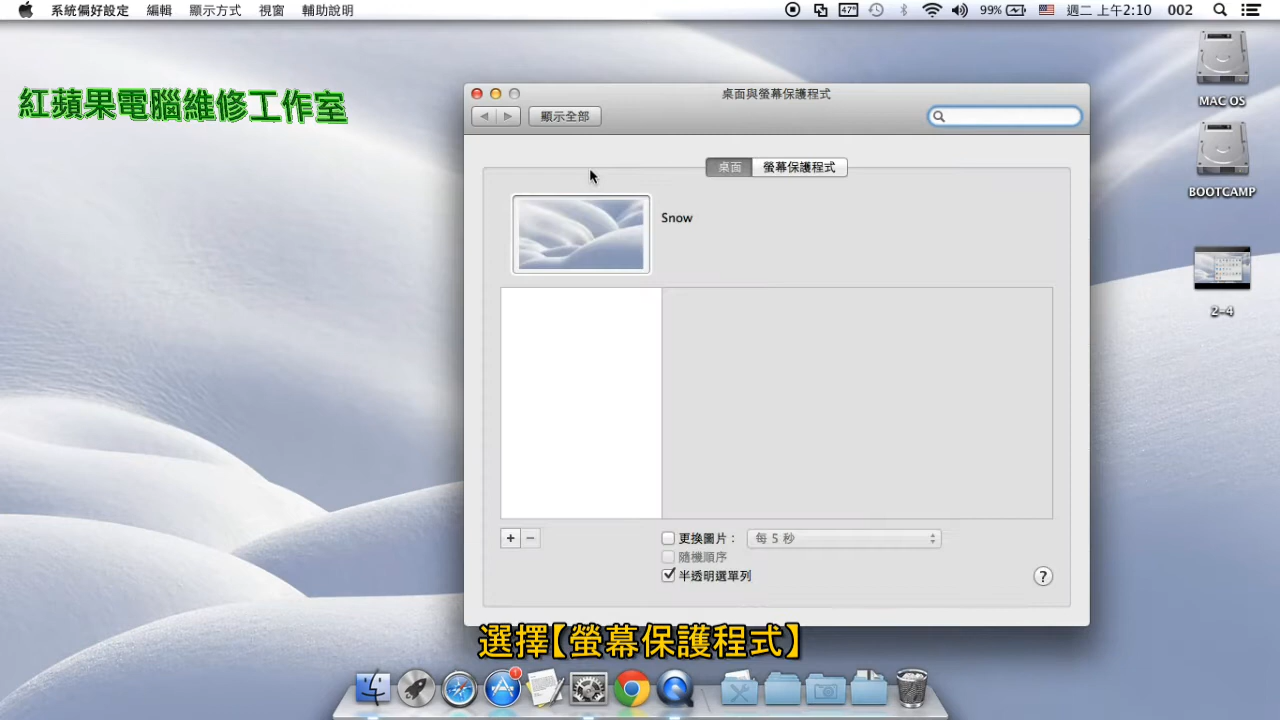 系統偏好設定 編輯 顯示方式 視窗 輔助說明 47° 99% 週二 上午2:10 002
MAC OS
BOOTCAMP
2-4
紅蘋果電腦維修工作室
桌面與螢幕保護程式
顯示全部
桌面 螢幕保護程式
Snow
+ −
更換圖片： 每 5 秒
隨機順序
半透明選單列
?
選擇【螢幕保護程式】
1